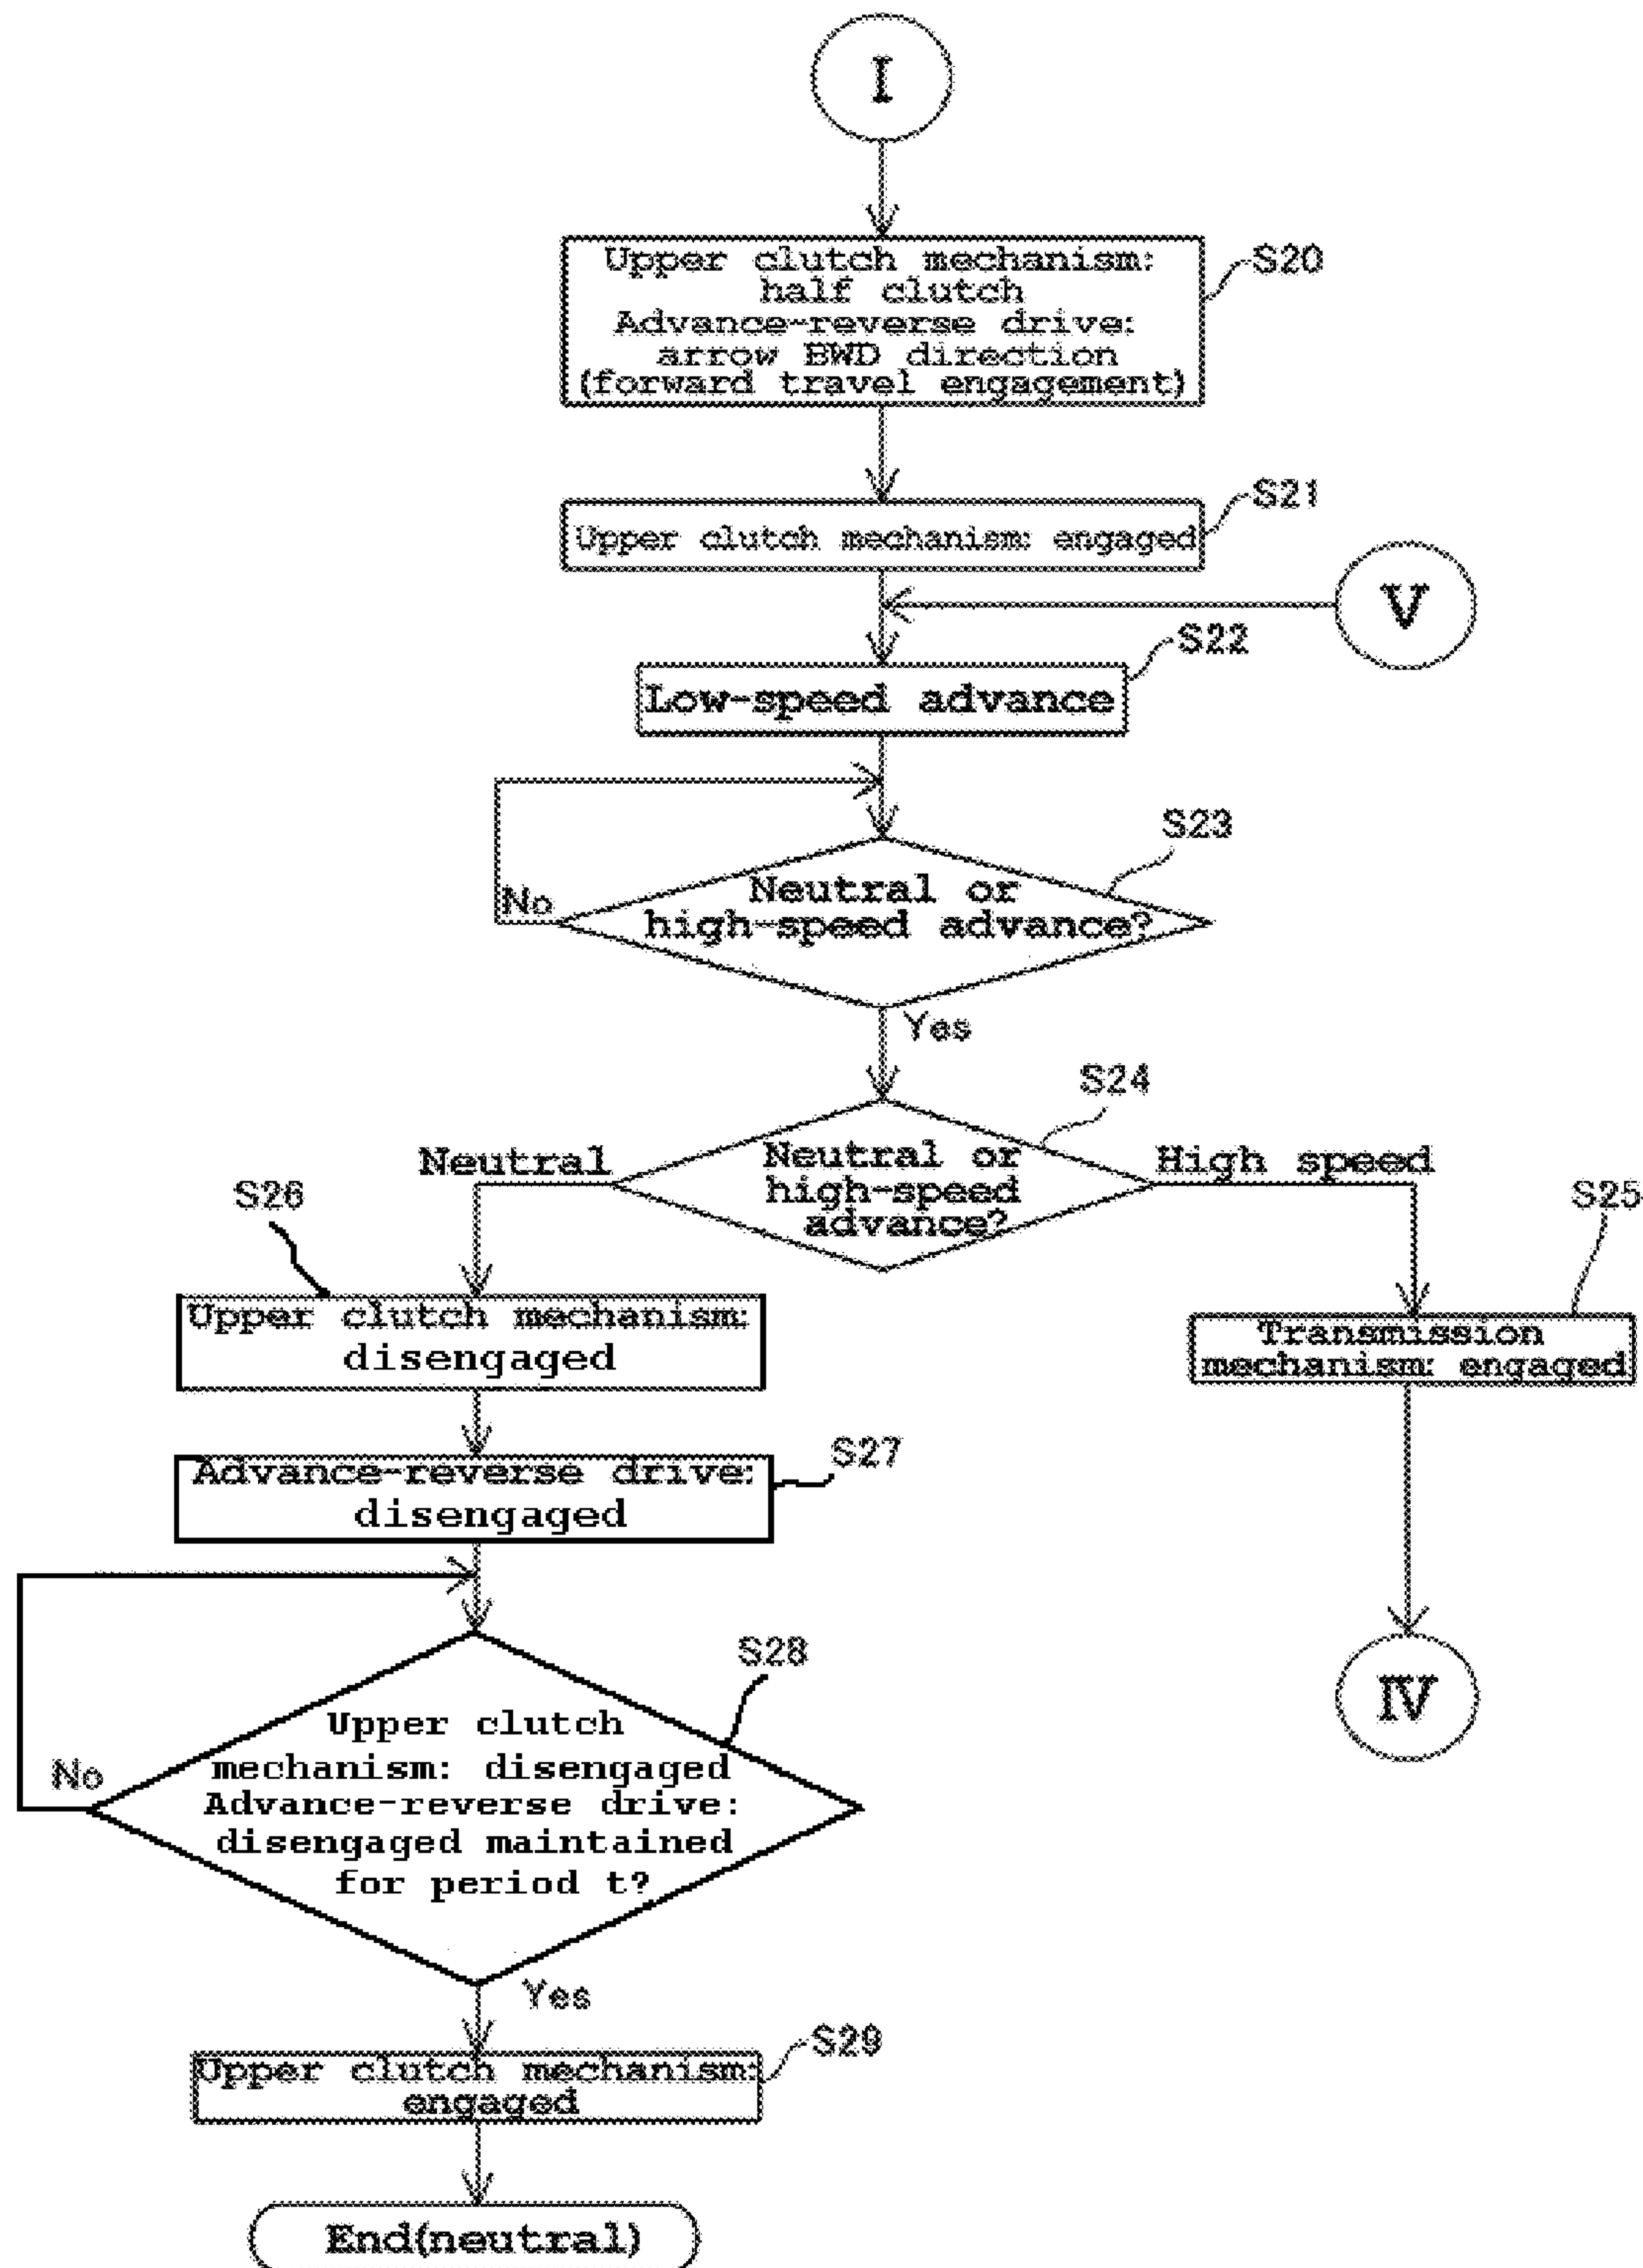 I
Upper clutch mechanism:
half clutch
Advance-reverse drive:
arrow BWD direction
(forward travel engagement)
S20
Upper clutch mechanism: engaged
S21
V
Low-speed advance
S22
Neutral or
high-speed advance?
S23
No
Yes
Neutral or
high-speed
advance?
S24
Neutral
High speed
S26
Upper clutch mechanism:
disengaged
S25
Transmission
mechanism: engaged
Advance-reverse drive:
disengaged
S27
IV
Upper clutch
mechanism: disengaged
Advance-reverse drive:
disengaged maintained
for period t?
S28
No
Yes
Upper clutch mechanism:
engaged
S29
End(neutral)